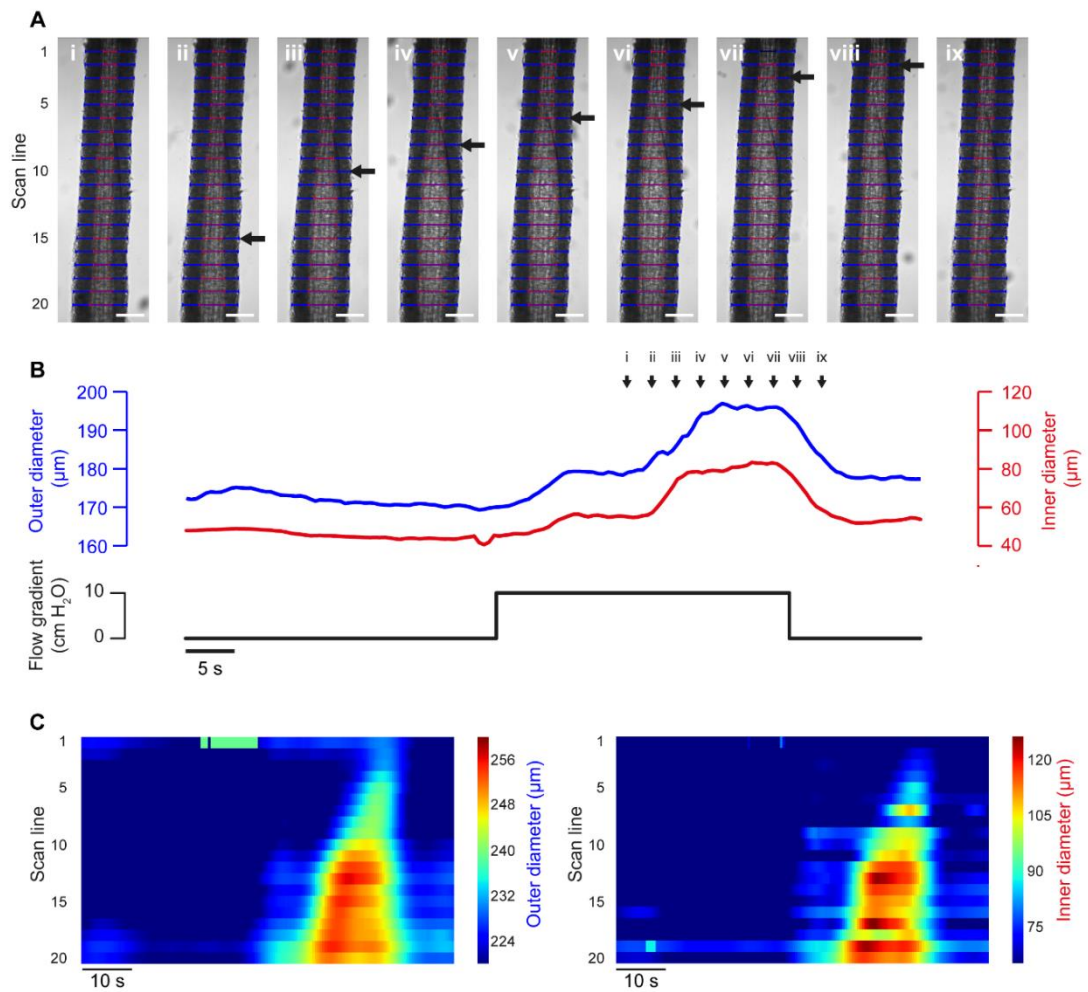 A
i ii iii iv v vi vii viii ix
Scan line
1
5
10
15
20
B
i ii iii iv v vi vii viii ix
Outer diameter
(µm)
200
190
180
170
160
Inner diameter
(µm)
120
100
80
60
40
Flow gradient
(cm H₂O)
10
0
5 s
C
Scan line
1
5
10
15
20
10 s
256
248
240
232
224
Outer diameter (µm)
Scan line
1
5
10
15
20
10 s
120
105
90
75
Inner diameter (µm)